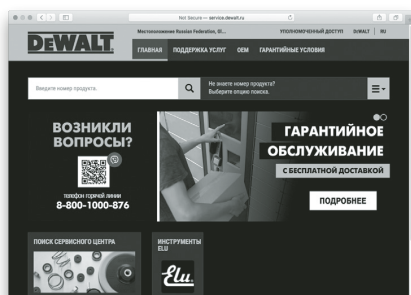 Not Secure — service.dewalt.ru
DEWALT
Местоположение Russian Federation, El...
УПОЛНОМОЧЕННЫЙ ДОСТУП
DeWALT
RU
ГЛАВНАЯ ПОДДЕРЖКА УСЛУГ OEM ГАРАНТИЙНЫЕ УСЛОВИЯ
Введите номер продукта.
Не знаете номер продукта?
Выберите опцию поиска.
ВОЗНИКЛИ
ВОПРОСЫ?
телефон горячей линии
8-800-1000-876
ГАРАНТИЙНОЕ
ОБСЛУЖИВАНИЕ
С БЕСПЛАТНОЙ ДОСТАВКОЙ
ПОДРОБНЕЕ
ПОИСК СЕРВИСНОГО ЦЕНТРА
ИНСТРУМЕНТЫ
ELU
Elu.